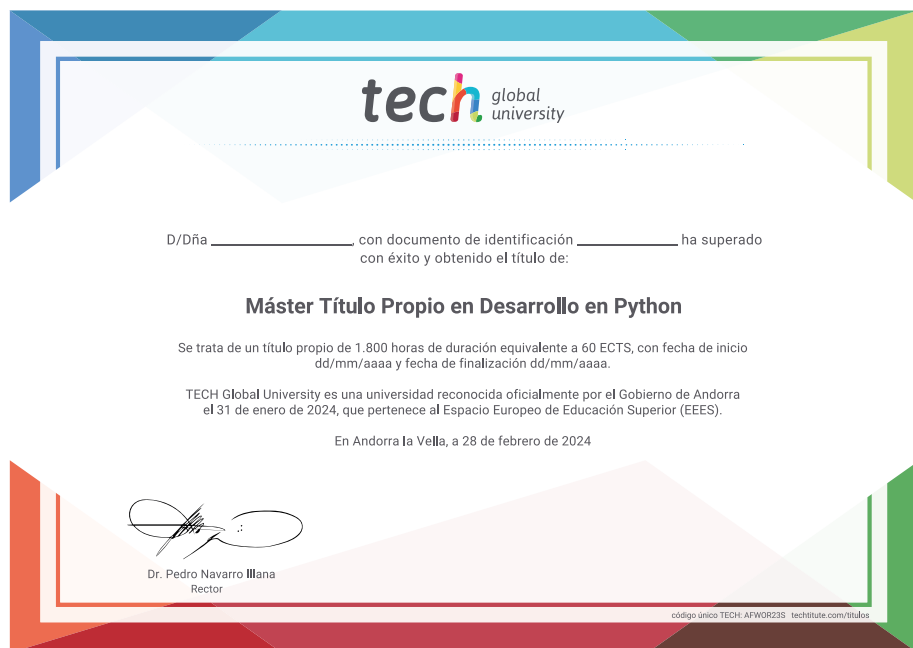 tech global university
D/Dña ____________________, con documento de identificación ______________ ha superado
con éxito y obtenido el título de:
Máster Título Propio en Desarrollo en Python
Se trata de un título propio de 1.800 horas de duración equivalente a 60 ECTS, con fecha de inicio
dd/mm/aaaa y fecha de finalización dd/mm/aaaa.
TECH Global University es una universidad reconocida oficialmente por el Gobierno de Andorra
el 31 de enero de 2024, que pertenece al Espacio Europeo de Educación Superior (EEES).
En Andorra la Vella, a 28 de febrero de 2024
Dr. Pedro Navarro Illana
Rector
código único TECH: AFWOR23S techtitute.com/titulos